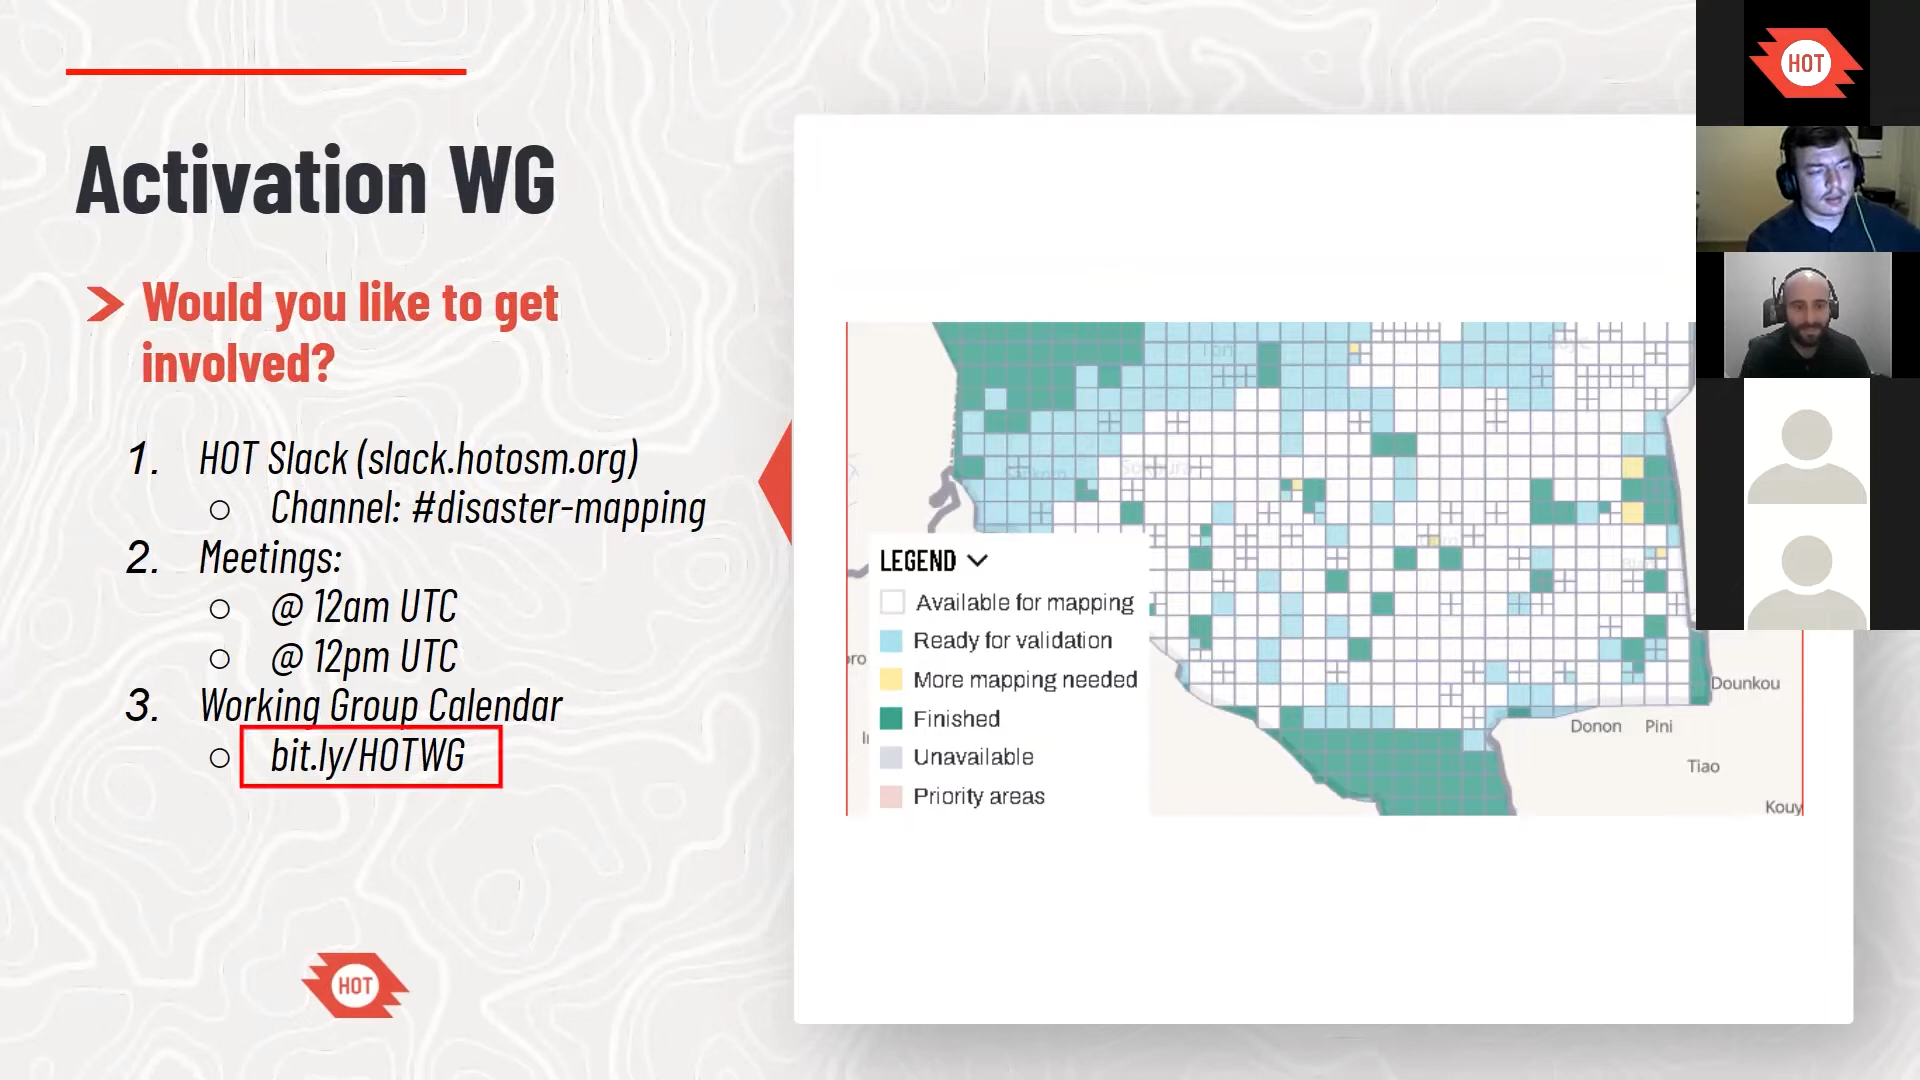 Activation WG
Would you like to get
involved?
1. HOT Slack (slack.hotosm.org)
○ Channel: #disaster-mapping
2. Meetings:
○ @ 12am UTC
○ @ 12pm UTC
3. Working Group Calendar
○ bit.ly/HOTWG
HOT
LEGEND
Available for mapping
Ready for validation
More mapping needed
Finished
Unavailable
Priority areas
Dounkou
Donon Pini
Tiao
Kouy
HOT